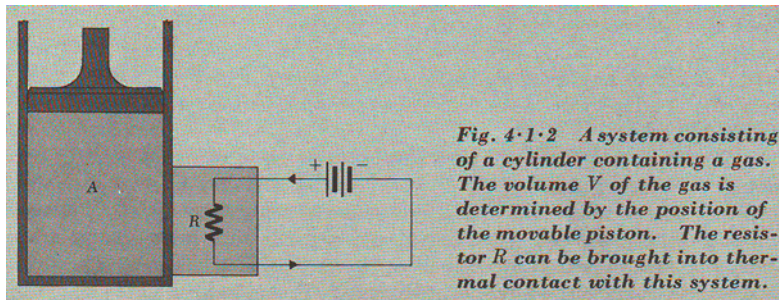 A
R
+ −
Fig. 4·1·2 A system consisting
of a cylinder containing a gas.
The volume V of the gas is
determined by the position of
the movable piston. The resis-
tor R can be brought into ther-
mal contact with this system.